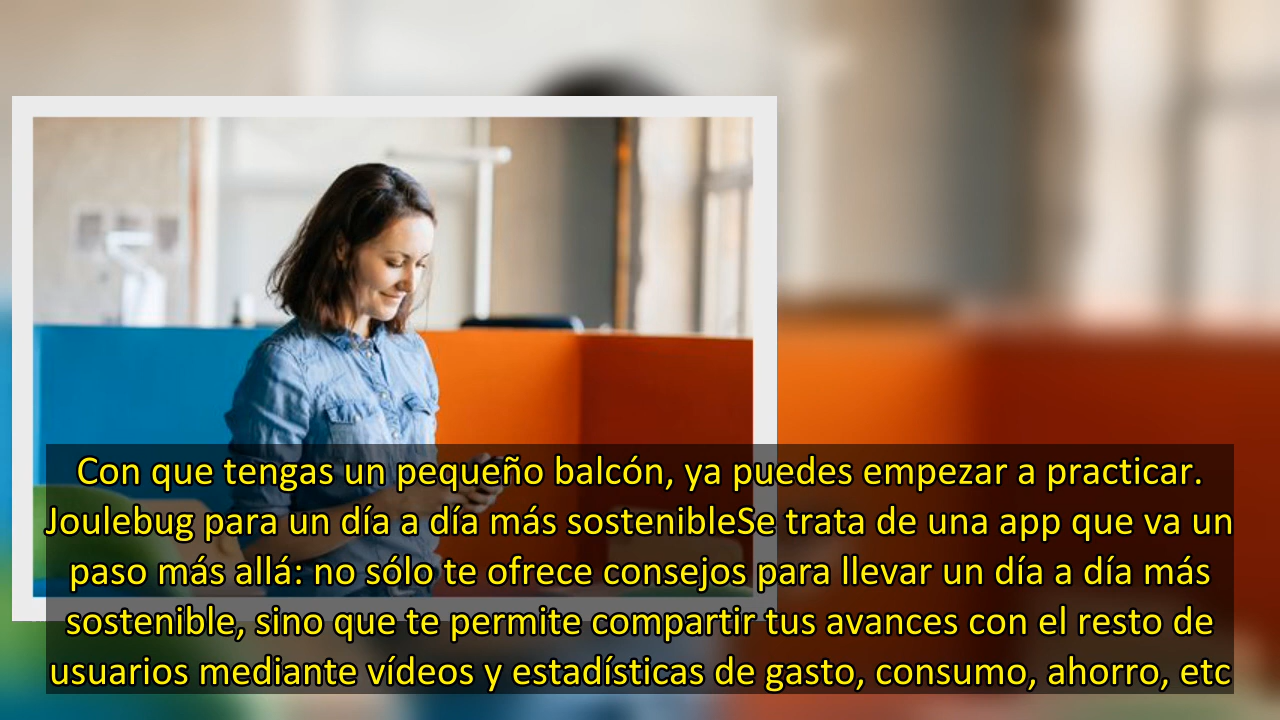 Con que tengas un pequeño balcón, ya puedes empezar a practicar.
Joulebug para un día a día más sostenibleSe trata de una app que va un
paso más allá: no sólo te ofrece consejos para llevar un día a día más
sostenible, sino que te permite compartir tus avances con el resto de
usuarios mediante vídeos y estadísticas de gasto, consumo, ahorro, etc